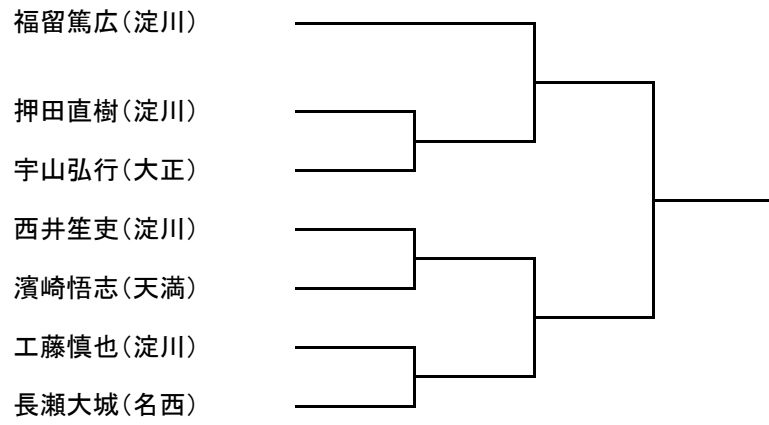 福留篤広（淀川）
押田直樹（淀川）
宇山弘行（大正）
西井笙吏（淀川）
濱崎悟志（天満）
工藤慎也（淀川）
長瀬大城（名西）